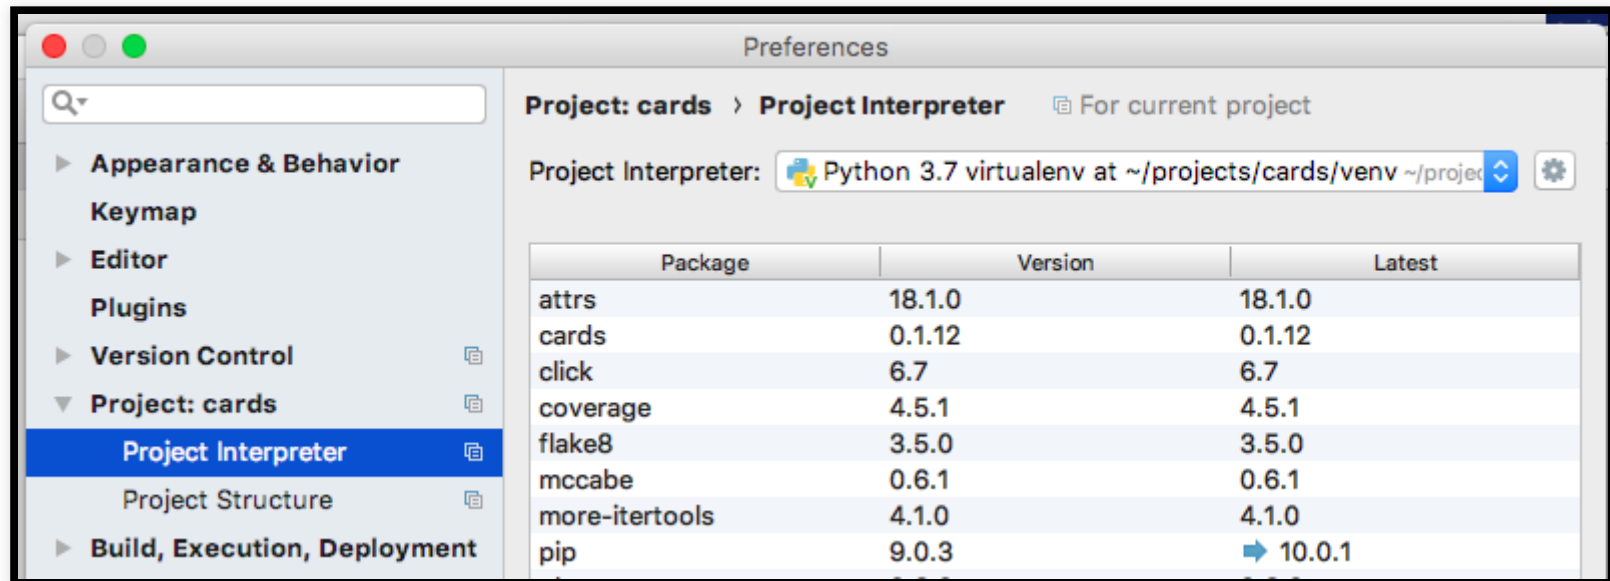 Preferences
Project: cards › Project Interpreter For current project
Project Interpreter: Python 3.7 virtualenv at ~/projects/cards/venv
Appearance & Behavior
Keymap
Editor
Plugins
Version Control
Project: cards
Project Interpreter
Project Structure
Build, Execution, Deployment
Package Version Latest
attrs 18.1.0 18.1.0
cards 0.1.12 0.1.12
click 6.7 6.7
coverage 4.5.1 4.5.1
flake8 3.5.0 3.5.0
mccabe 0.6.1 0.6.1
more-itertools 4.1.0 4.1.0
pip 9.0.3 10.0.1